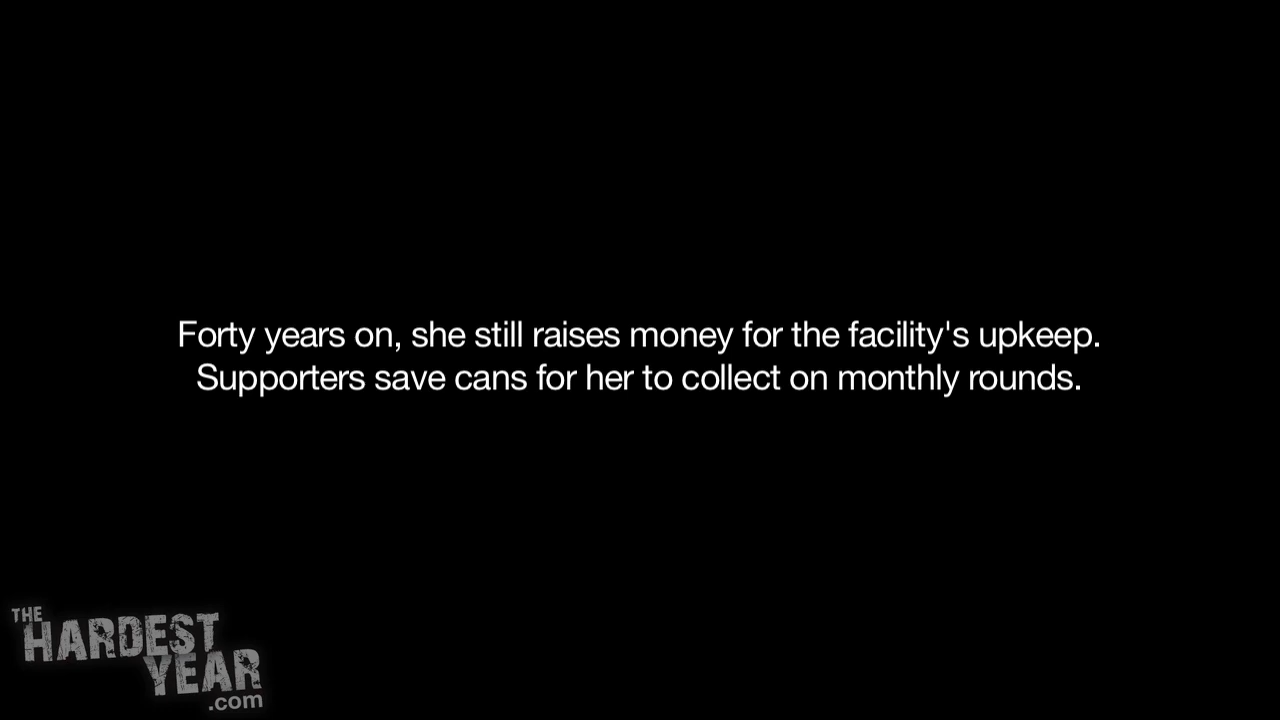 Forty years on, she still raises money for the facility's upkeep.
Supporters save cans for her to collect on monthly rounds.
THE
HARDEST
YEAR
.com